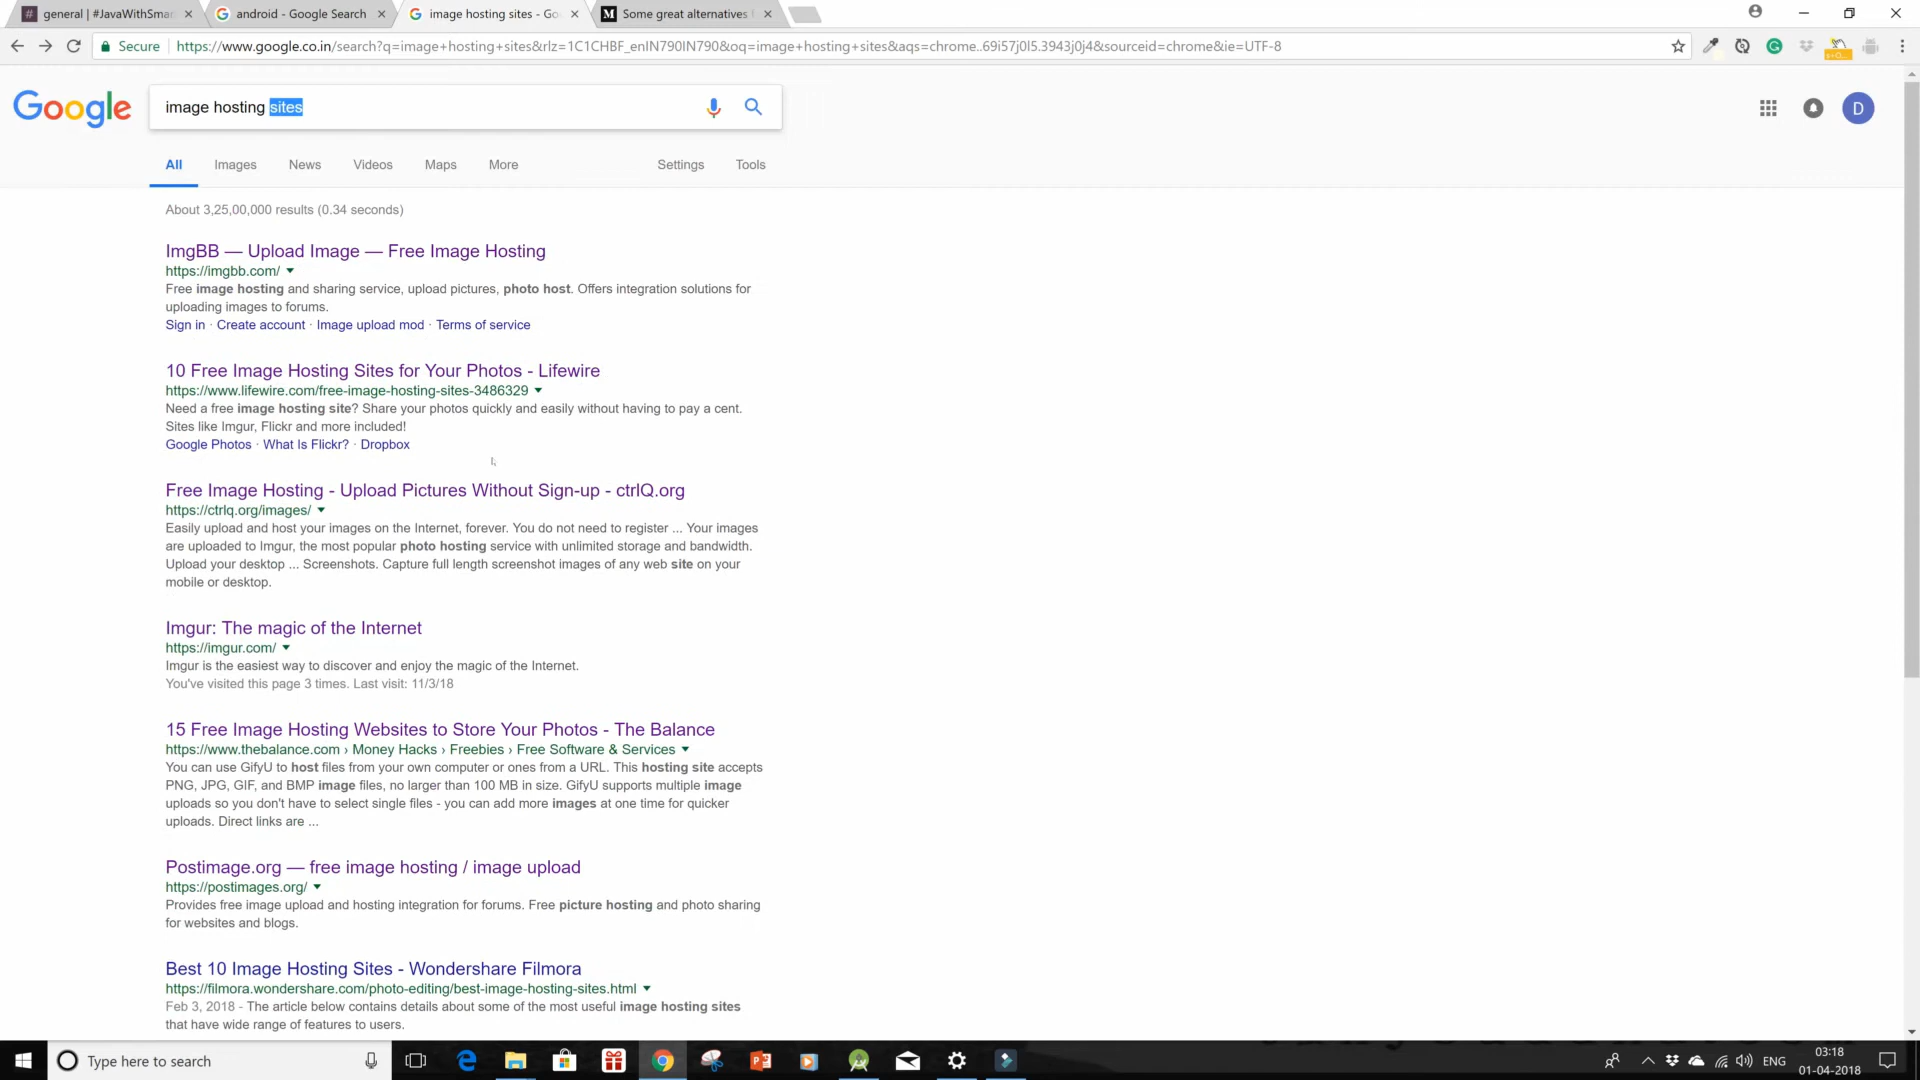 general | #JavaWithSmar
android - Google Search
image hosting sites - Go
Some great alternatives
Secure
https://www.google.co.in/search?q=image+hosting+sites&rlz=1C1CHBF_enIN790IN790&oq=image+hosting+sites&aqs=chrome..69i57j0l5.3943j0j4&sourceid=chrome&ie=UTF-8
Google
image hosting sites
D
All
Images
News
Videos
Maps
More
Settings
Tools
About 3,25,00,000 results (0.34 seconds)
ImgBB — Upload Image — Free Image Hosting
https://imgbb.com/
Free image hosting and sharing service, upload pictures, photo host. Offers integration solutions for
uploading images to forums.
Sign in · Create account · Image upload mod · Terms of service
10 Free Image Hosting Sites for Your Photos - Lifewire
https://www.lifewire.com/free-image-hosting-sites-3486329
Need a free image hosting site? Share your photos quickly and easily without having to pay a cent.
Sites like Imgur, Flickr and more included!
Google Photos · What Is Flickr? · Dropbox
Free Image Hosting - Upload Pictures Without Sign-up - ctrlQ.org
https://ctrlq.org/images/
Easily upload and host your images on the Internet, forever. You do not need to register ... Your images
are uploaded to Imgur, the most popular photo hosting service with unlimited storage and bandwidth.
Upload your desktop ... Screenshots. Capture full length screenshot images of any web site on your
mobile or desktop.
Imgur: The magic of the Internet
https://imgur.com/
Imgur is the easiest way to discover and enjoy the magic of the Internet.
You've visited this page 3 times. Last visit: 11/3/18
15 Free Image Hosting Websites to Store Your Photos - The Balance
https://www.thebalance.com › Money Hacks › Freebies › Free Software & Services
You can use GifyU to host files from your own computer or ones from a URL. This hosting site accepts
PNG, JPG, GIF, and BMP image files, no larger than 100 MB in size. GifyU supports multiple image
uploads so you don't have to select single files - you can add more images at one time for quicker
uploads. Direct links are ...
Postimage.org — free image hosting / image upload
https://postimages.org/
Provides free image upload and hosting integration for forums. Free picture hosting and photo sharing
for websites and blogs.
Best 10 Image Hosting Sites - Wondershare Filmora
https://filmora.wondershare.com/photo-editing/best-image-hosting-sites.html
Feb 3, 2018 - The article below contains details about some of the most useful image hosting sites
that have wide range of features to users.
Type here to search
ENG
03:18
01-04-2018